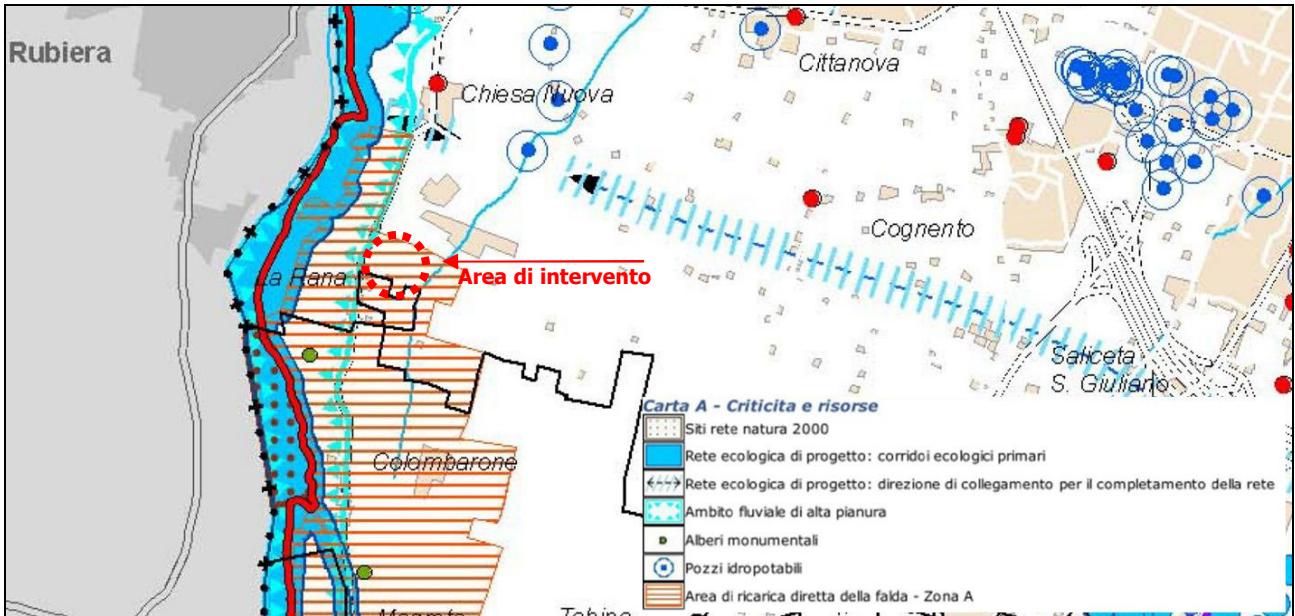 Rubiera
Cittanova
Chiesa Nuova
Cognento
La Rana
Area di intervento
Saliceta
S. Giuliano
Colombarone
Carta A - Criticita e risorse
Siti rete natura 2000
Rete ecologica di progetto: corridoi ecologici primari
Rete ecologica di progetto: direzione di collegamento per il completamento della rete
Ambito fluviale di alta pianura
Alberi monumentali
Pozzi idropotabili
Area di ricarica diretta della falda - Zona A